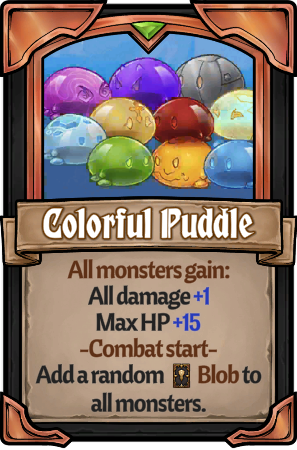 Colorful Puddle
All monsters gain:
All damage +1
Max HP +15
-Combat start-
Add a random Blob to
all monsters.